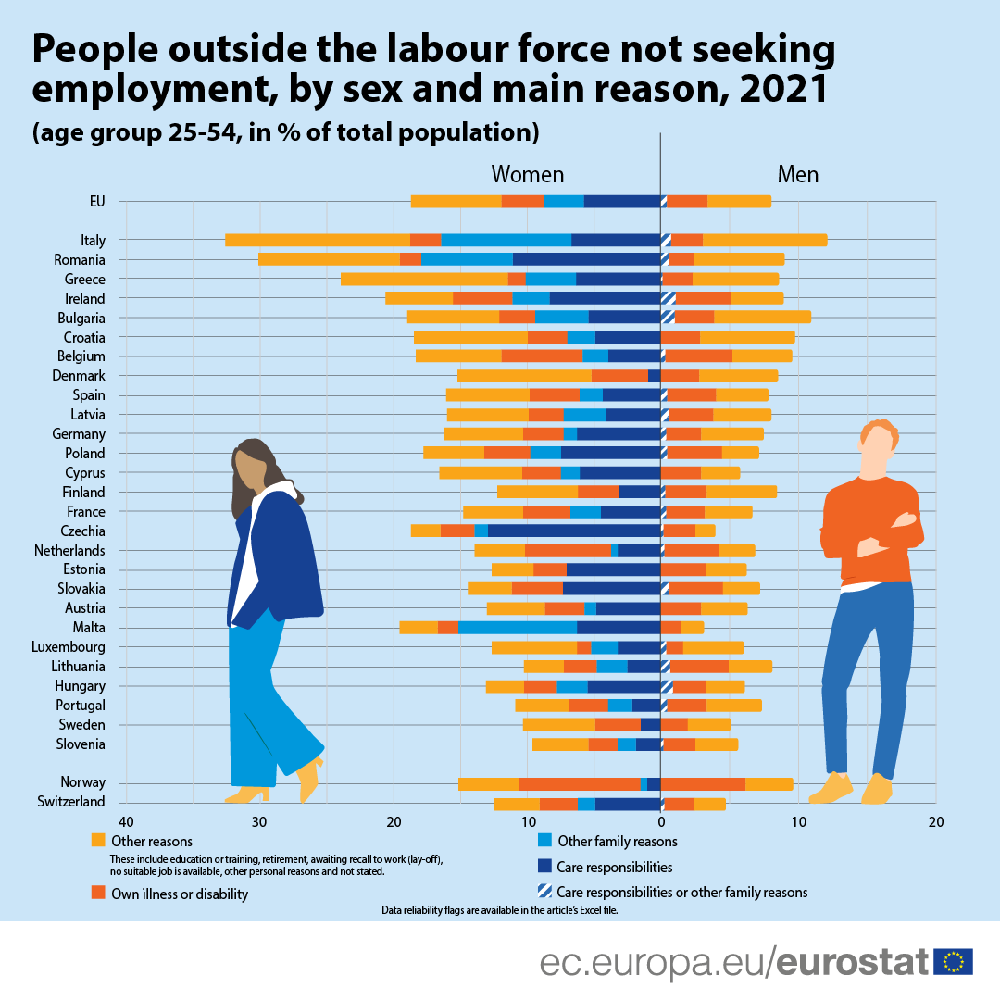 People outside the labour force not seeking
employment, by sex and main reason, 2021
(age group 25-54, in % of total population)
Women Men
EU
Italy
Romania
Greece
Ireland
Bulgaria
Croatia
Belgium
Denmark
Spain
Latvia
Germany
Poland
Cyprus
Finland
France
Czechia
Netherlands
Estonia
Slovakia
Austria
Malta
Luxembourg
Lithuania
Hungary
Portugal
Sweden
Slovenia
Norway
Switzerland
40 30 20 10 0 10 20
Other reasons
These include education or training, retirement, awaiting recall to work (lay-off),
no suitable job is available, other personal reasons and not stated.
Own illness or disability
Other family reasons
Care responsibilities
Care responsibilities or other family reasons
Data reliability flags are available in the article's Excel file.
ec.europa.eu/eurostat